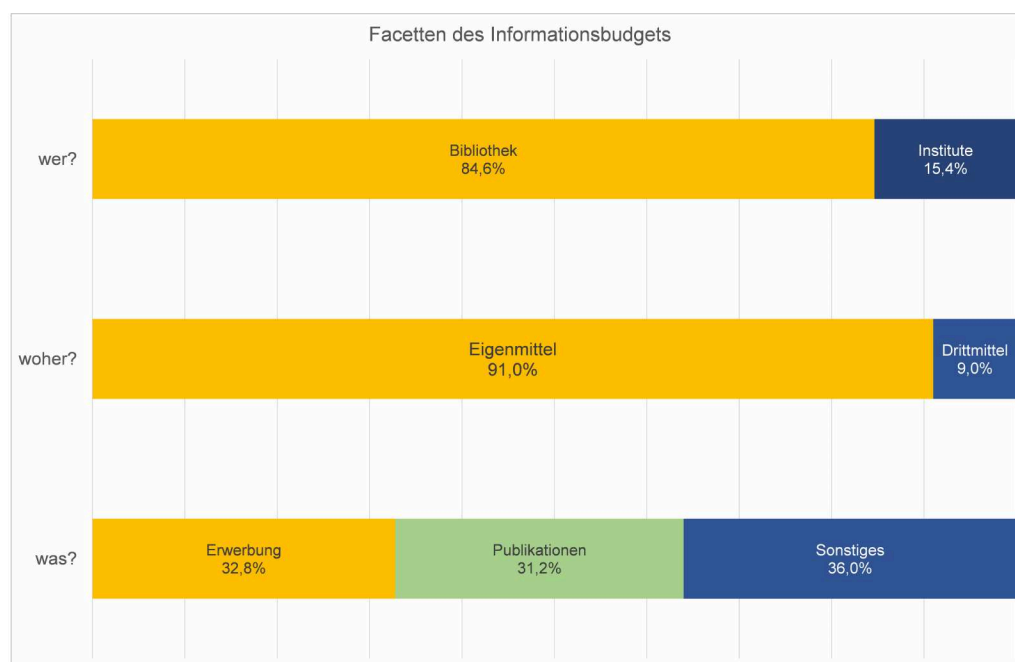 Facetten des Informationsbudgets
wer?
Bibliothek
84,6%
Institute
15,4%
woher?
Eigenmittel
91,0%
Drittmittel
9,0%
was?
Erwerbung
32,8%
Publikationen
31,2%
Sonstiges
36,0%